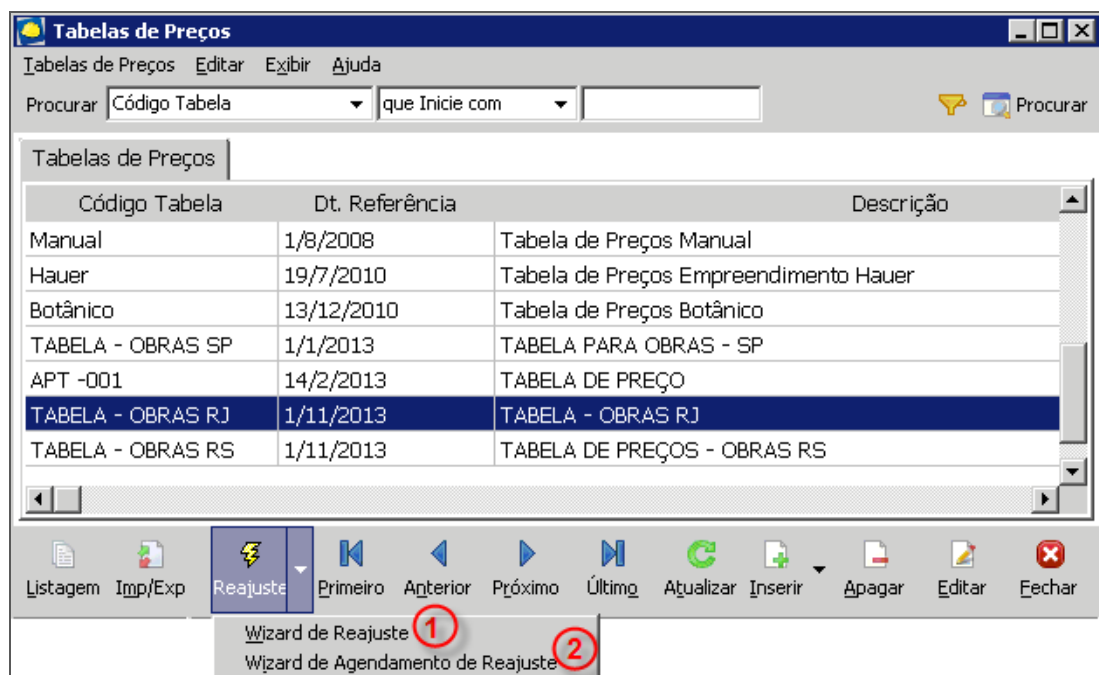 Tabelas de Preços
Tabelas de Preços Editar Exibir Ajuda
Procurar Código Tabela que Inicie com Procurar
Tabelas de Preços
Código Tabela Dt. Referência Descrição
Manual 1/8/2008 Tabela de Preços Manual
Hauer 19/7/2010 Tabela de Preços Empreendimento Hauer
Botânico 13/12/2010 Tabela de Preços Botânico
TABELA - OBRAS SP 1/1/2013 TABELA PARA OBRAS - SP
APT -001 14/2/2013 TABELA DE PREÇO
TABELA - OBRAS RJ 1/11/2013 TABELA - OBRAS RJ
TABELA - OBRAS RS 1/11/2013 TABELA DE PREÇOS - OBRAS RS
Listagem Imp/Exp Reajuste Primeiro Anterior Próximo Último Atualizar Inserir Apagar Editar Fechar
Wizard de Reajuste 1
Wizard de Agendamento de Reajuste 2